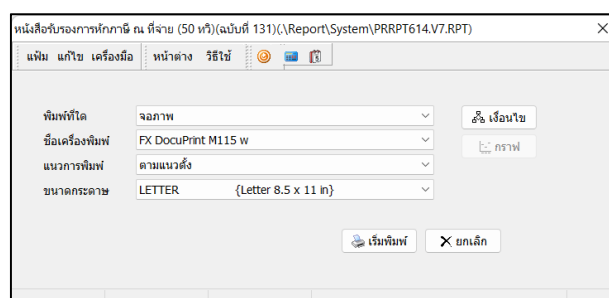 หนังสือรับรองการหักภาษี ณ ที่จ่าย (50 ทวิ)(ฉบับที่ 131)(.\Report\System\PRRPT614.V7.RPT)
แฟ้ม แก้ไข เครื่องมือ หน้าต่าง วิธีใช้
พิมพ์ที่ใด จอภาพ เงื่อนไข
ชื่อเครื่องพิมพ์ FX DocuPrint M115 w กราฟ
แนวการพิมพ์ ตามแนวตั้ง
ขนาดกระดาษ LETTER {Letter 8.5 x 11 in}
เริ่มพิมพ์ ยกเลิก